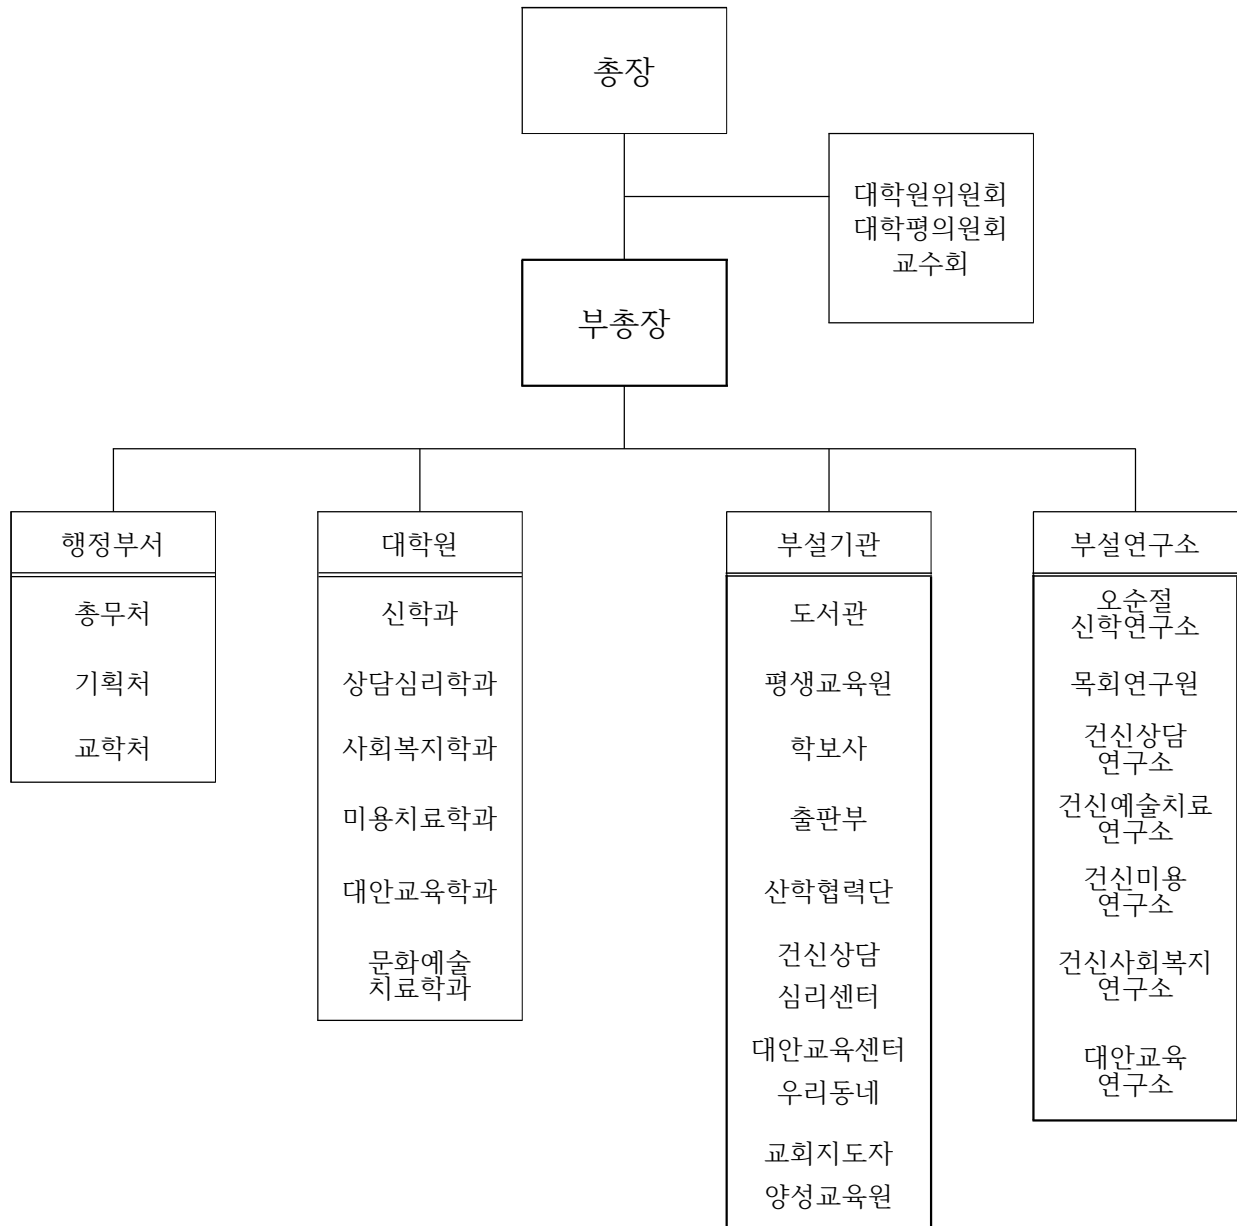 총장
대학원위원회
대학평의원회
교수회
부총장
행정부서
총무처
기획처
교학처
대학원
신학과
상담심리학과
사회복지학과
미용치료학과
대안교육학과
문화예술
치료학과
부설기관
도서관
평생교육원
학보사
출판부
산학협력단
건신상담
심리센터
대안교육센터
우리동네
교회지도자
양성교육원
부설연구소
오순절
신학연구소
목회연구원
건신상담
연구소
건신예술치료
연구소
건신미용
연구소
건신사회복지
연구소
대안교육
연구소